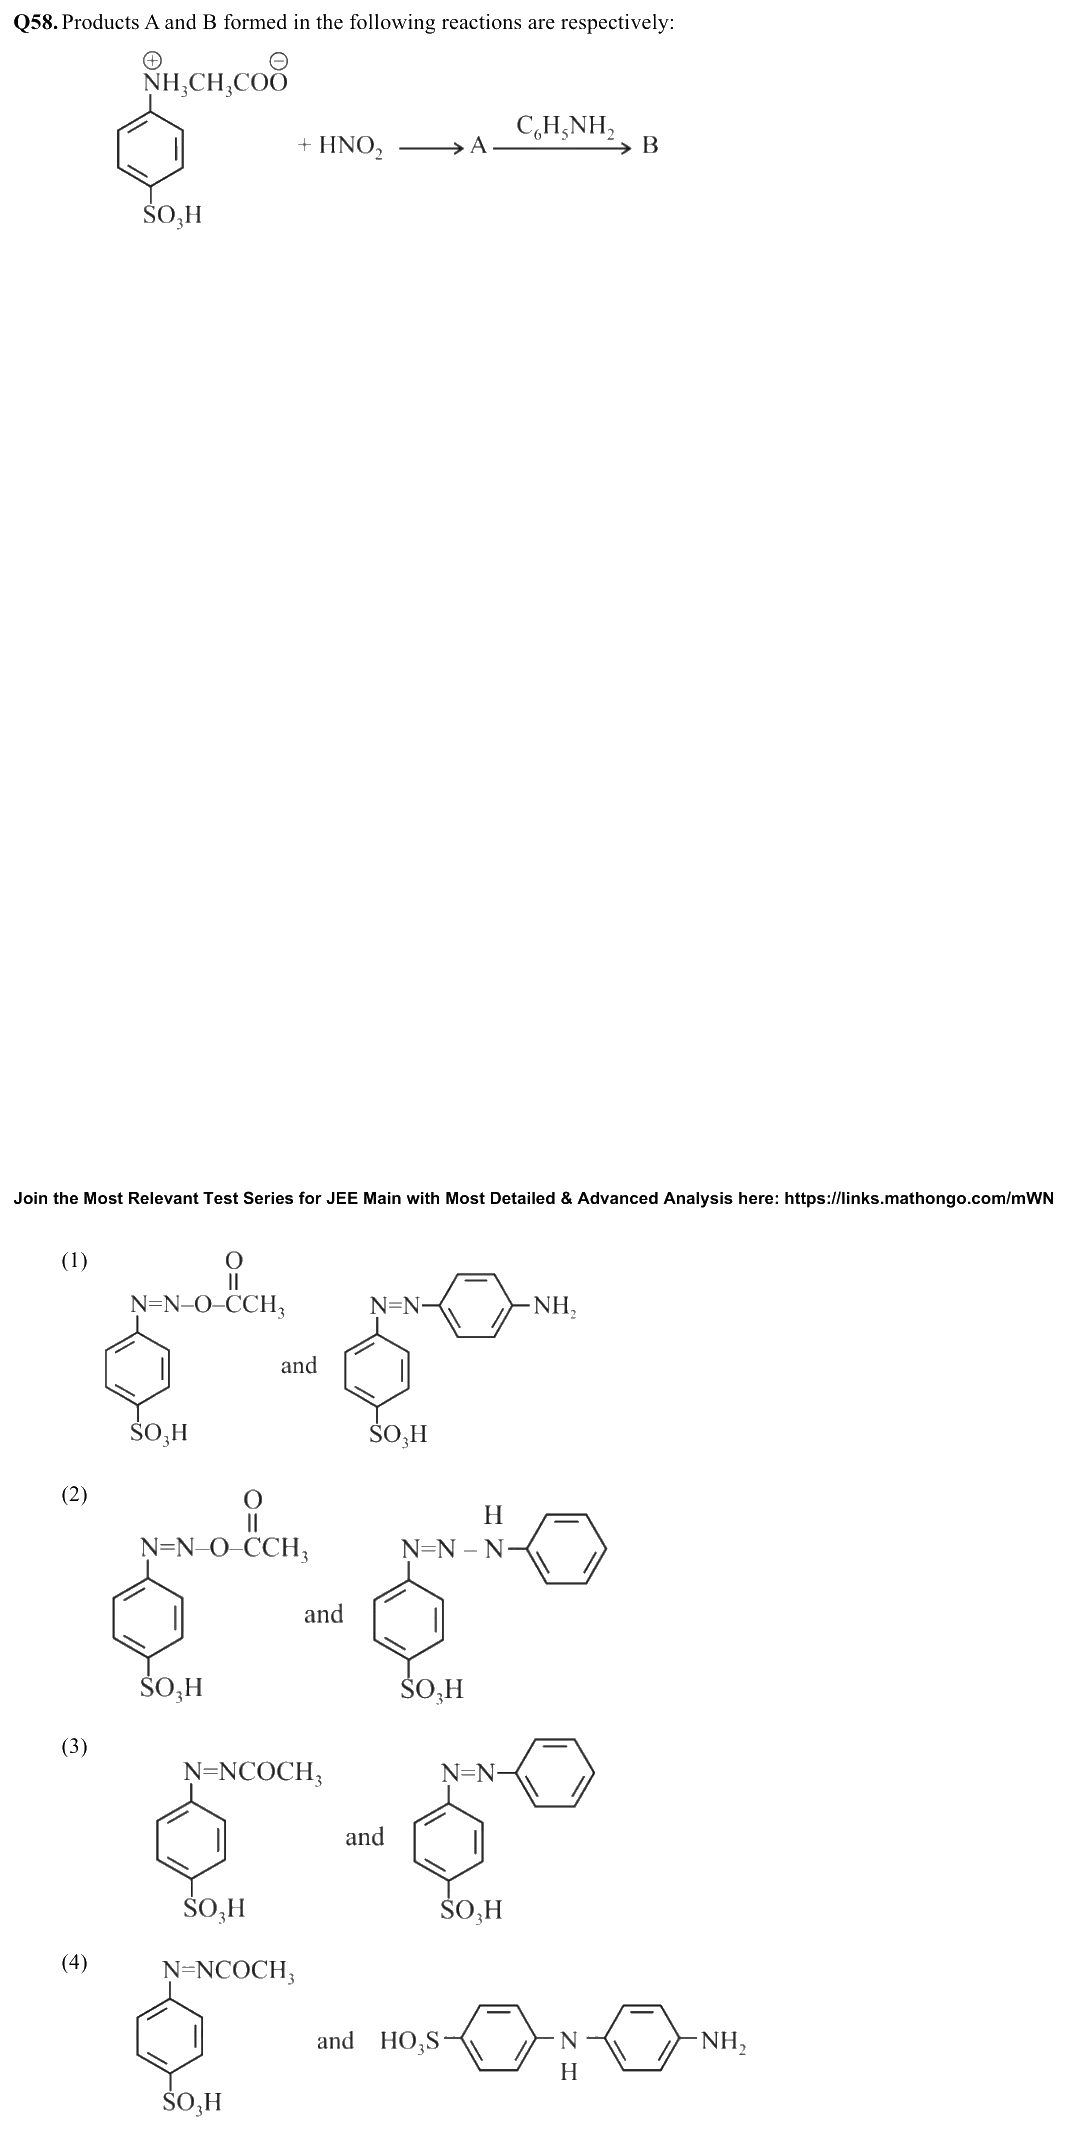 Q58. Products A and B formed in the following reactions are respectively:
⊕ ⊖
NH₃CH₃COO
C₆H₅NH₂
+ HNO₂ ⟶ A ⟶ B
SO₃H
Join the Most Relevant Test Series for JEE Main with Most Detailed & Advanced Analysis here: https://links.mathongo.com/mWN
(1)
O
N=N–O–CCH₃ N=N NH₂
and
SO₃H SO₃H
(2)
O
H
N=N–O–CCH₃ N=N – N
and
SO₃H SO₃H
(3)
N=NCOCH₃ N=N
and
SO₃H SO₃H
(4)
N=NCOCH₃
and HO₃S N NH₂
H
SO₃H